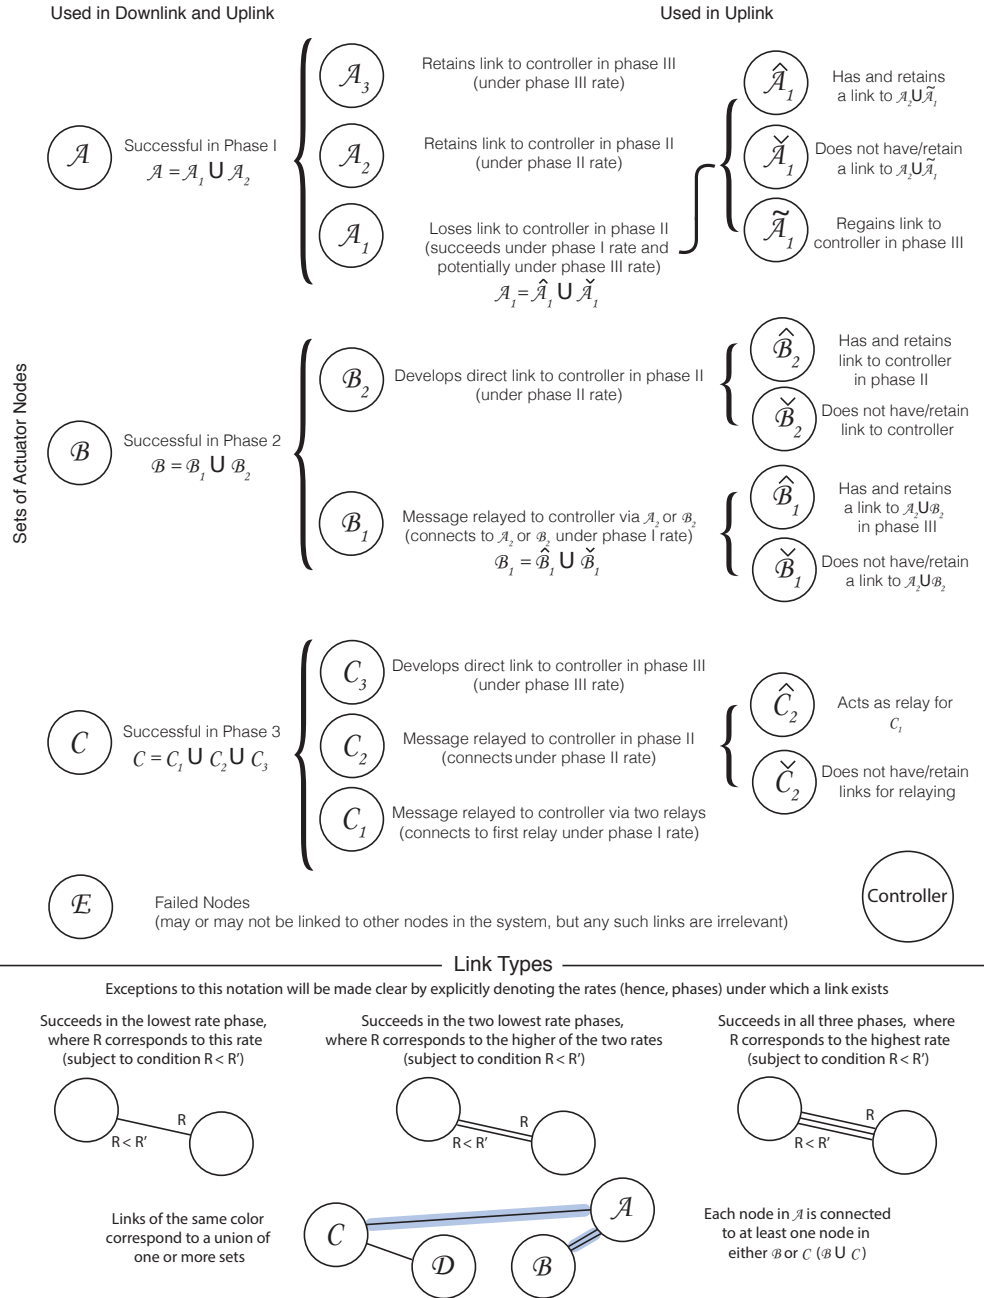 Used in Downlink and Uplink
Used in Uplink
Sets of Actuator Nodes
𝒜
Successful in Phase I
𝒜 = 𝒜₁ U 𝒜₂
𝒜₃
Retains link to controller in phase III
(under phase III rate)
𝒜₂
Retains link to controller in phase II
(under phase II rate)
𝒜₁
Loses link to controller in phase II
(succeeds under phase I rate and
potentially under phase III rate)
𝒜₁ = 𝒜̂₁ U 𝒜̌₁
𝒜̂₁
Has and retains
a link to 𝒜₂U𝒜̃₁
𝒜̌₁
Does not have/retain
a link to 𝒜₂U𝒜̃₁
𝒜̃₁
Regains link to
controller in phase III
ℬ
Successful in Phase 2
ℬ = ℬ₁ U ℬ₂
ℬ₂
Develops direct link to controller in phase II
(under phase II rate)
ℬ̂₂
Has and retains
link to controller
in phase II
ℬ̌₂
Does not have/retain
link to controller
ℬ₁
Message relayed to controller via 𝒜₂ or ℬ₂
(connects to 𝒜₂ or ℬ₂ under phase I rate)
ℬ₁ = ℬ̂₁ U ℬ̌₁
ℬ̂₁
Has and retains
a link to 𝒜₂Uℬ₂
in phase III
ℬ̌₁
Does not have/retain
a link to 𝒜₂Uℬ₂
𝒞
Successful in Phase 3
𝒞 = 𝒞₁ U 𝒞₂ U 𝒞₃
𝒞₃
Develops direct link to controller in phase III
(under phase III rate)
𝒞₂
Message relayed to controller in phase II
(connects under phase II rate)
𝒞₁
Message relayed to controller via two relays
(connects to first relay under phase I rate)
𝒞̂₂
Acts as relay for
𝒞₁
𝒞̌₂
Does not have/retain
links for relaying
ℰ
Failed Nodes
(may or may not be linked to other nodes in the system, but any such links are irrelevant)
Controller
Link Types
Exceptions to this notation will be made clear by explicitly denoting the rates (hence, phases) under which a link exists
Succeeds in the lowest rate phase,
where R corresponds to this rate
(subject to condition R < R')
R
R < R'
Succeeds in the two lowest rate phases,
where R corresponds to the higher of the two rates
(subject to condition R < R')
R
R < R'
Succeeds in all three phases, where
R corresponds to the highest rate
(subject to condition R < R')
R
R < R'
Links of the same color
correspond to a union of
one or more sets
𝒞
𝒟
ℬ
𝒜
Each node in 𝒜 is connected
to at least one node in
either ℬ or 𝒞 (ℬ U 𝒞)